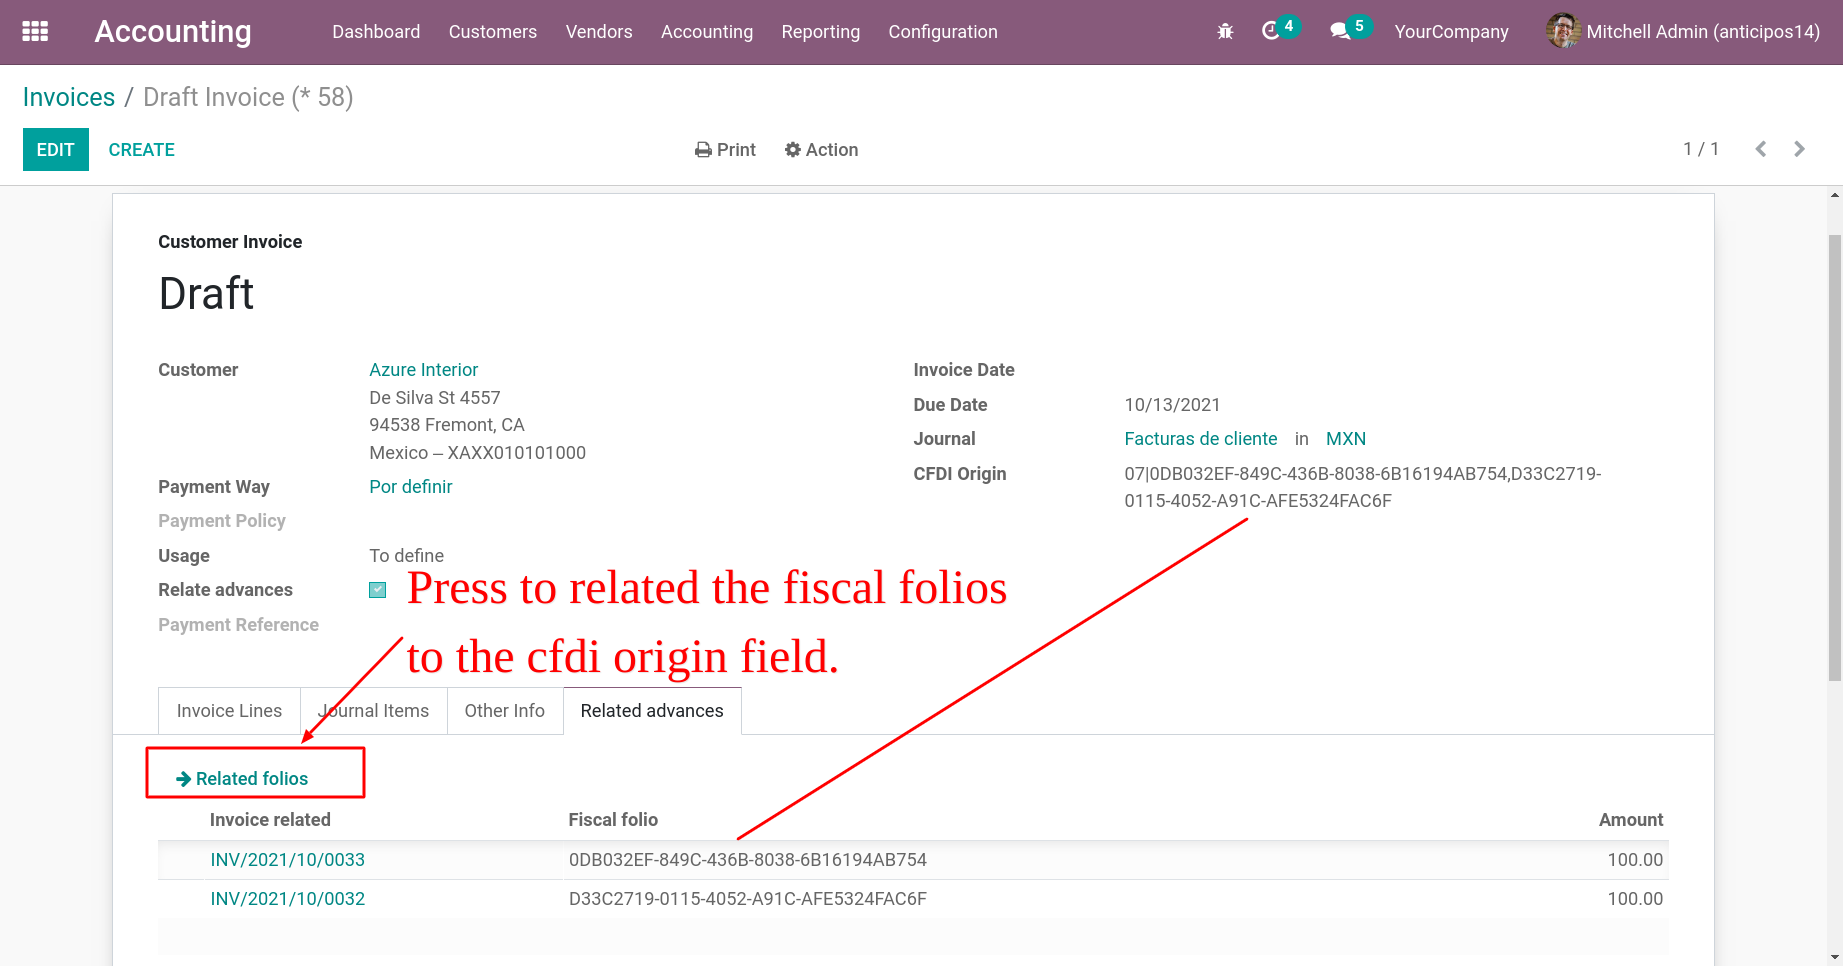 Accounting Dashboard Customers Vendors Accounting Reporting Configuration 4 5 YourCompany Mitchell Admin (anticipos14)
Invoices / Draft Invoice (* 58)
EDIT CREATE Print Action 1 / 1
Customer Invoice
Draft
Customer Azure Interior
De Silva St 4557
94538 Fremont, CA
Mexico – XAXX010101000
Payment Way Por definir
Payment Policy
Usage To define
Relate advances
Payment Reference
Invoice Date
Due Date 10/13/2021
Journal Facturas de cliente in MXN
CFDI Origin 07|0DB032EF-849C-436B-8038-6B16194AB754,D33C2719-
0115-4052-A91C-AFE5324FAC6F
Press to related the fiscal folios
to the cfdi origin field.
Invoice Lines Journal Items Other Info Related advances
Related folios
Invoice related Fiscal folio Amount
INV/2021/10/0033 0DB032EF-849C-436B-8038-6B16194AB754 100.00
INV/2021/10/0032 D33C2719-0115-4052-A91C-AFE5324FAC6F 100.00